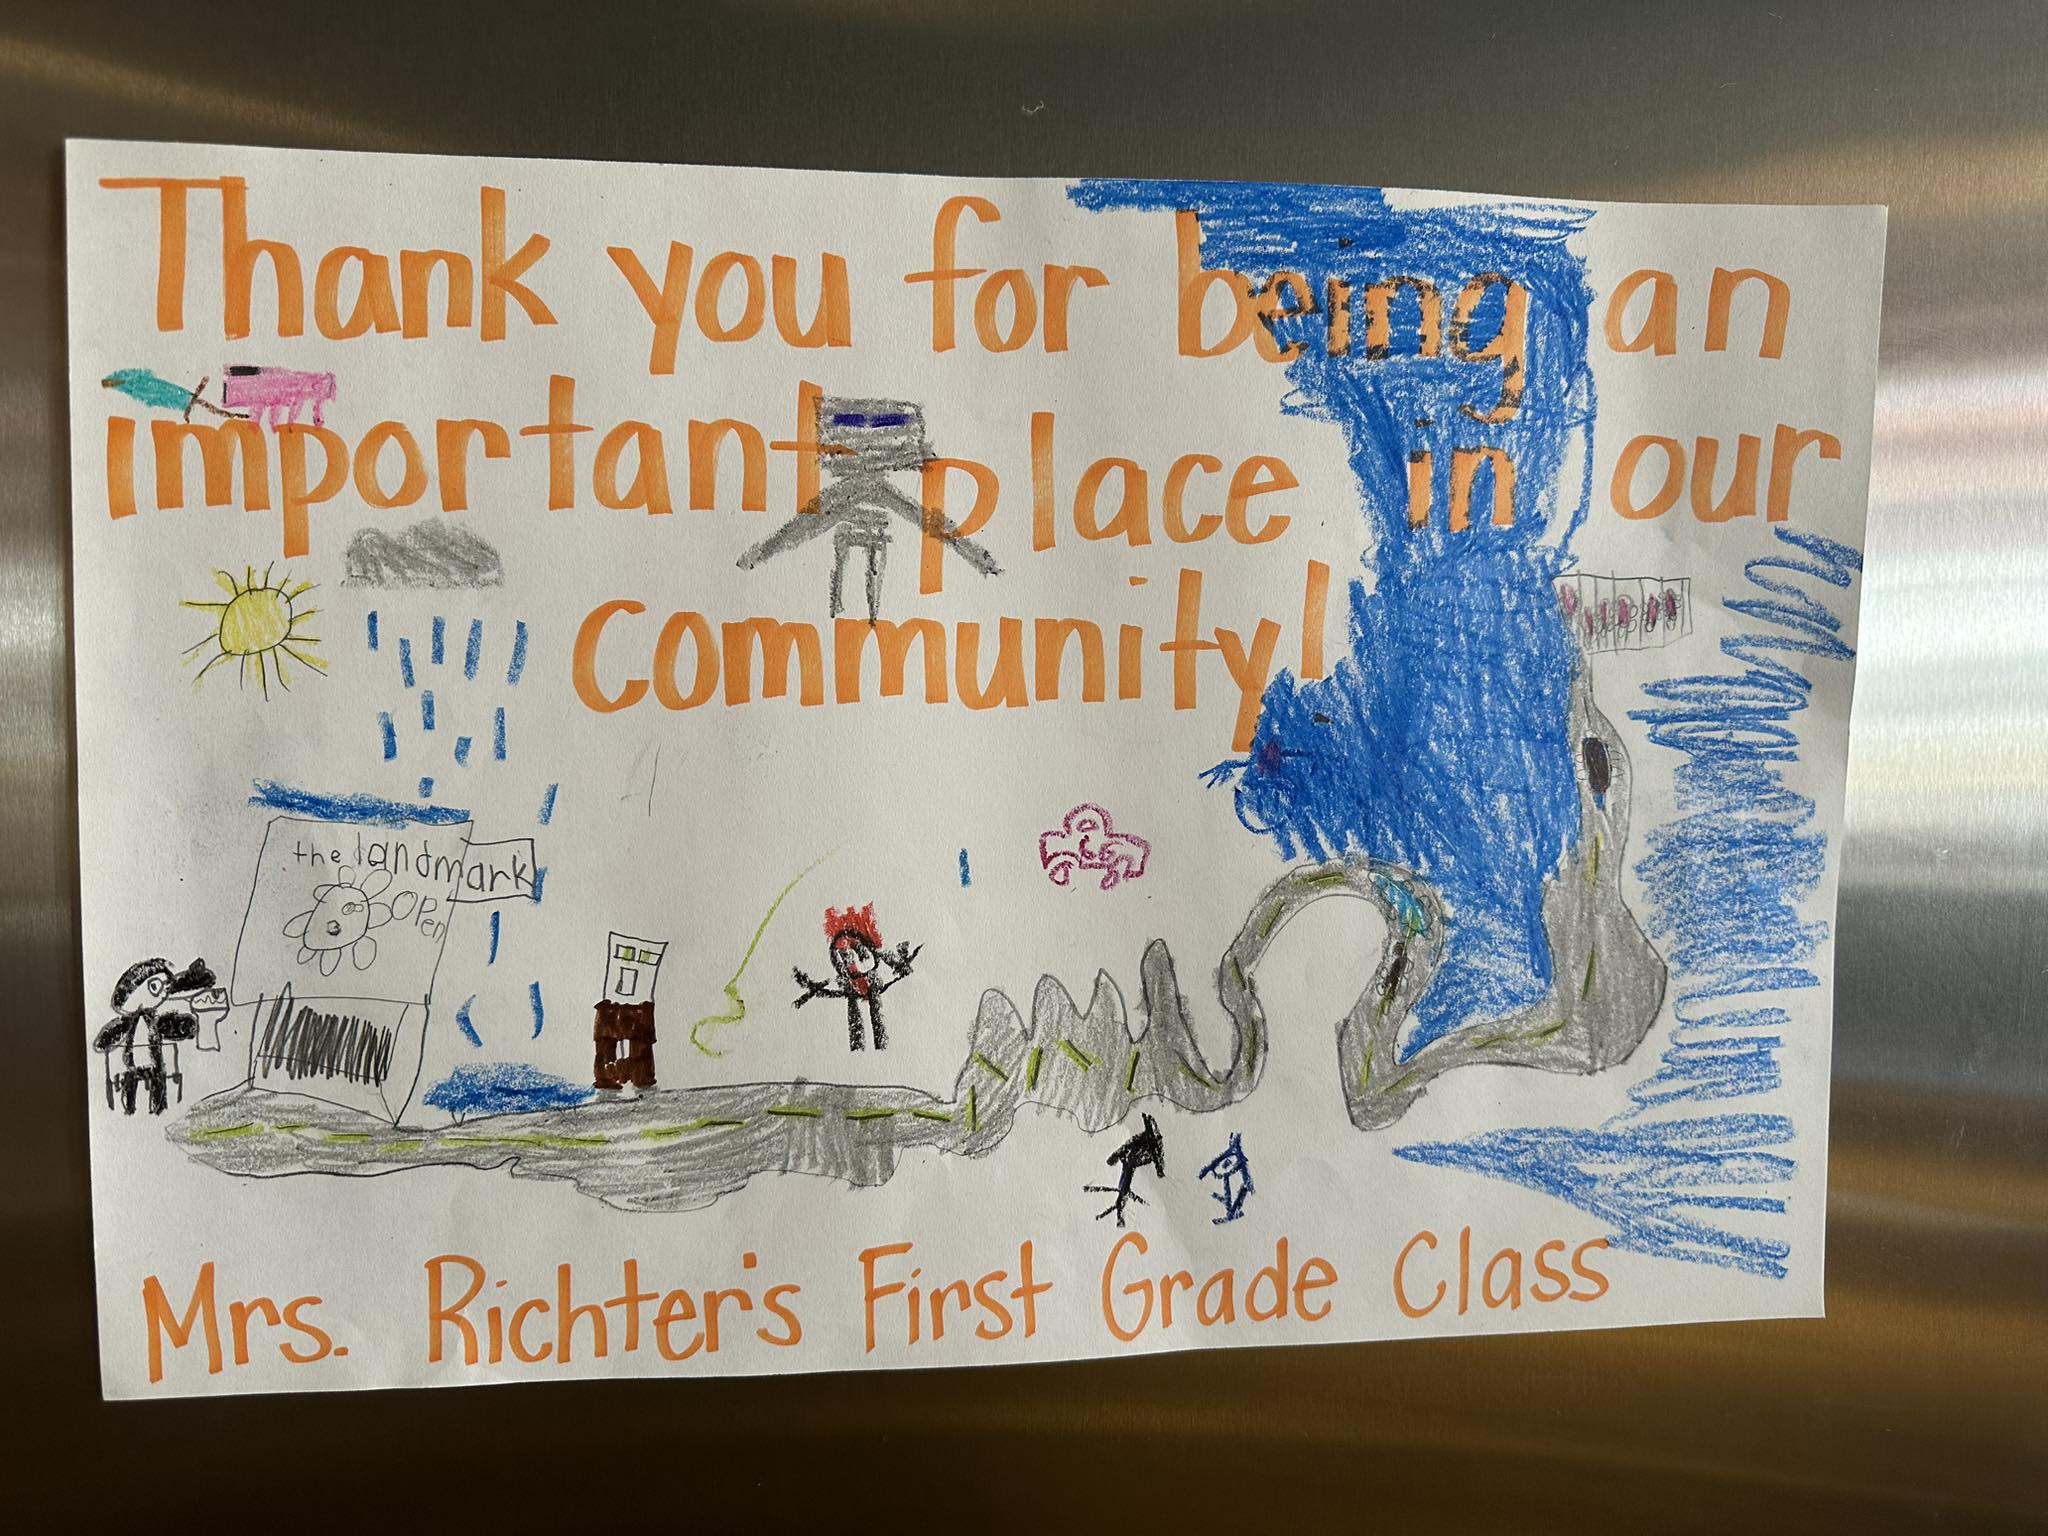 Thank you for being an
important place in our
community!
the landmark
open
Mrs. Richter's First Grade Class